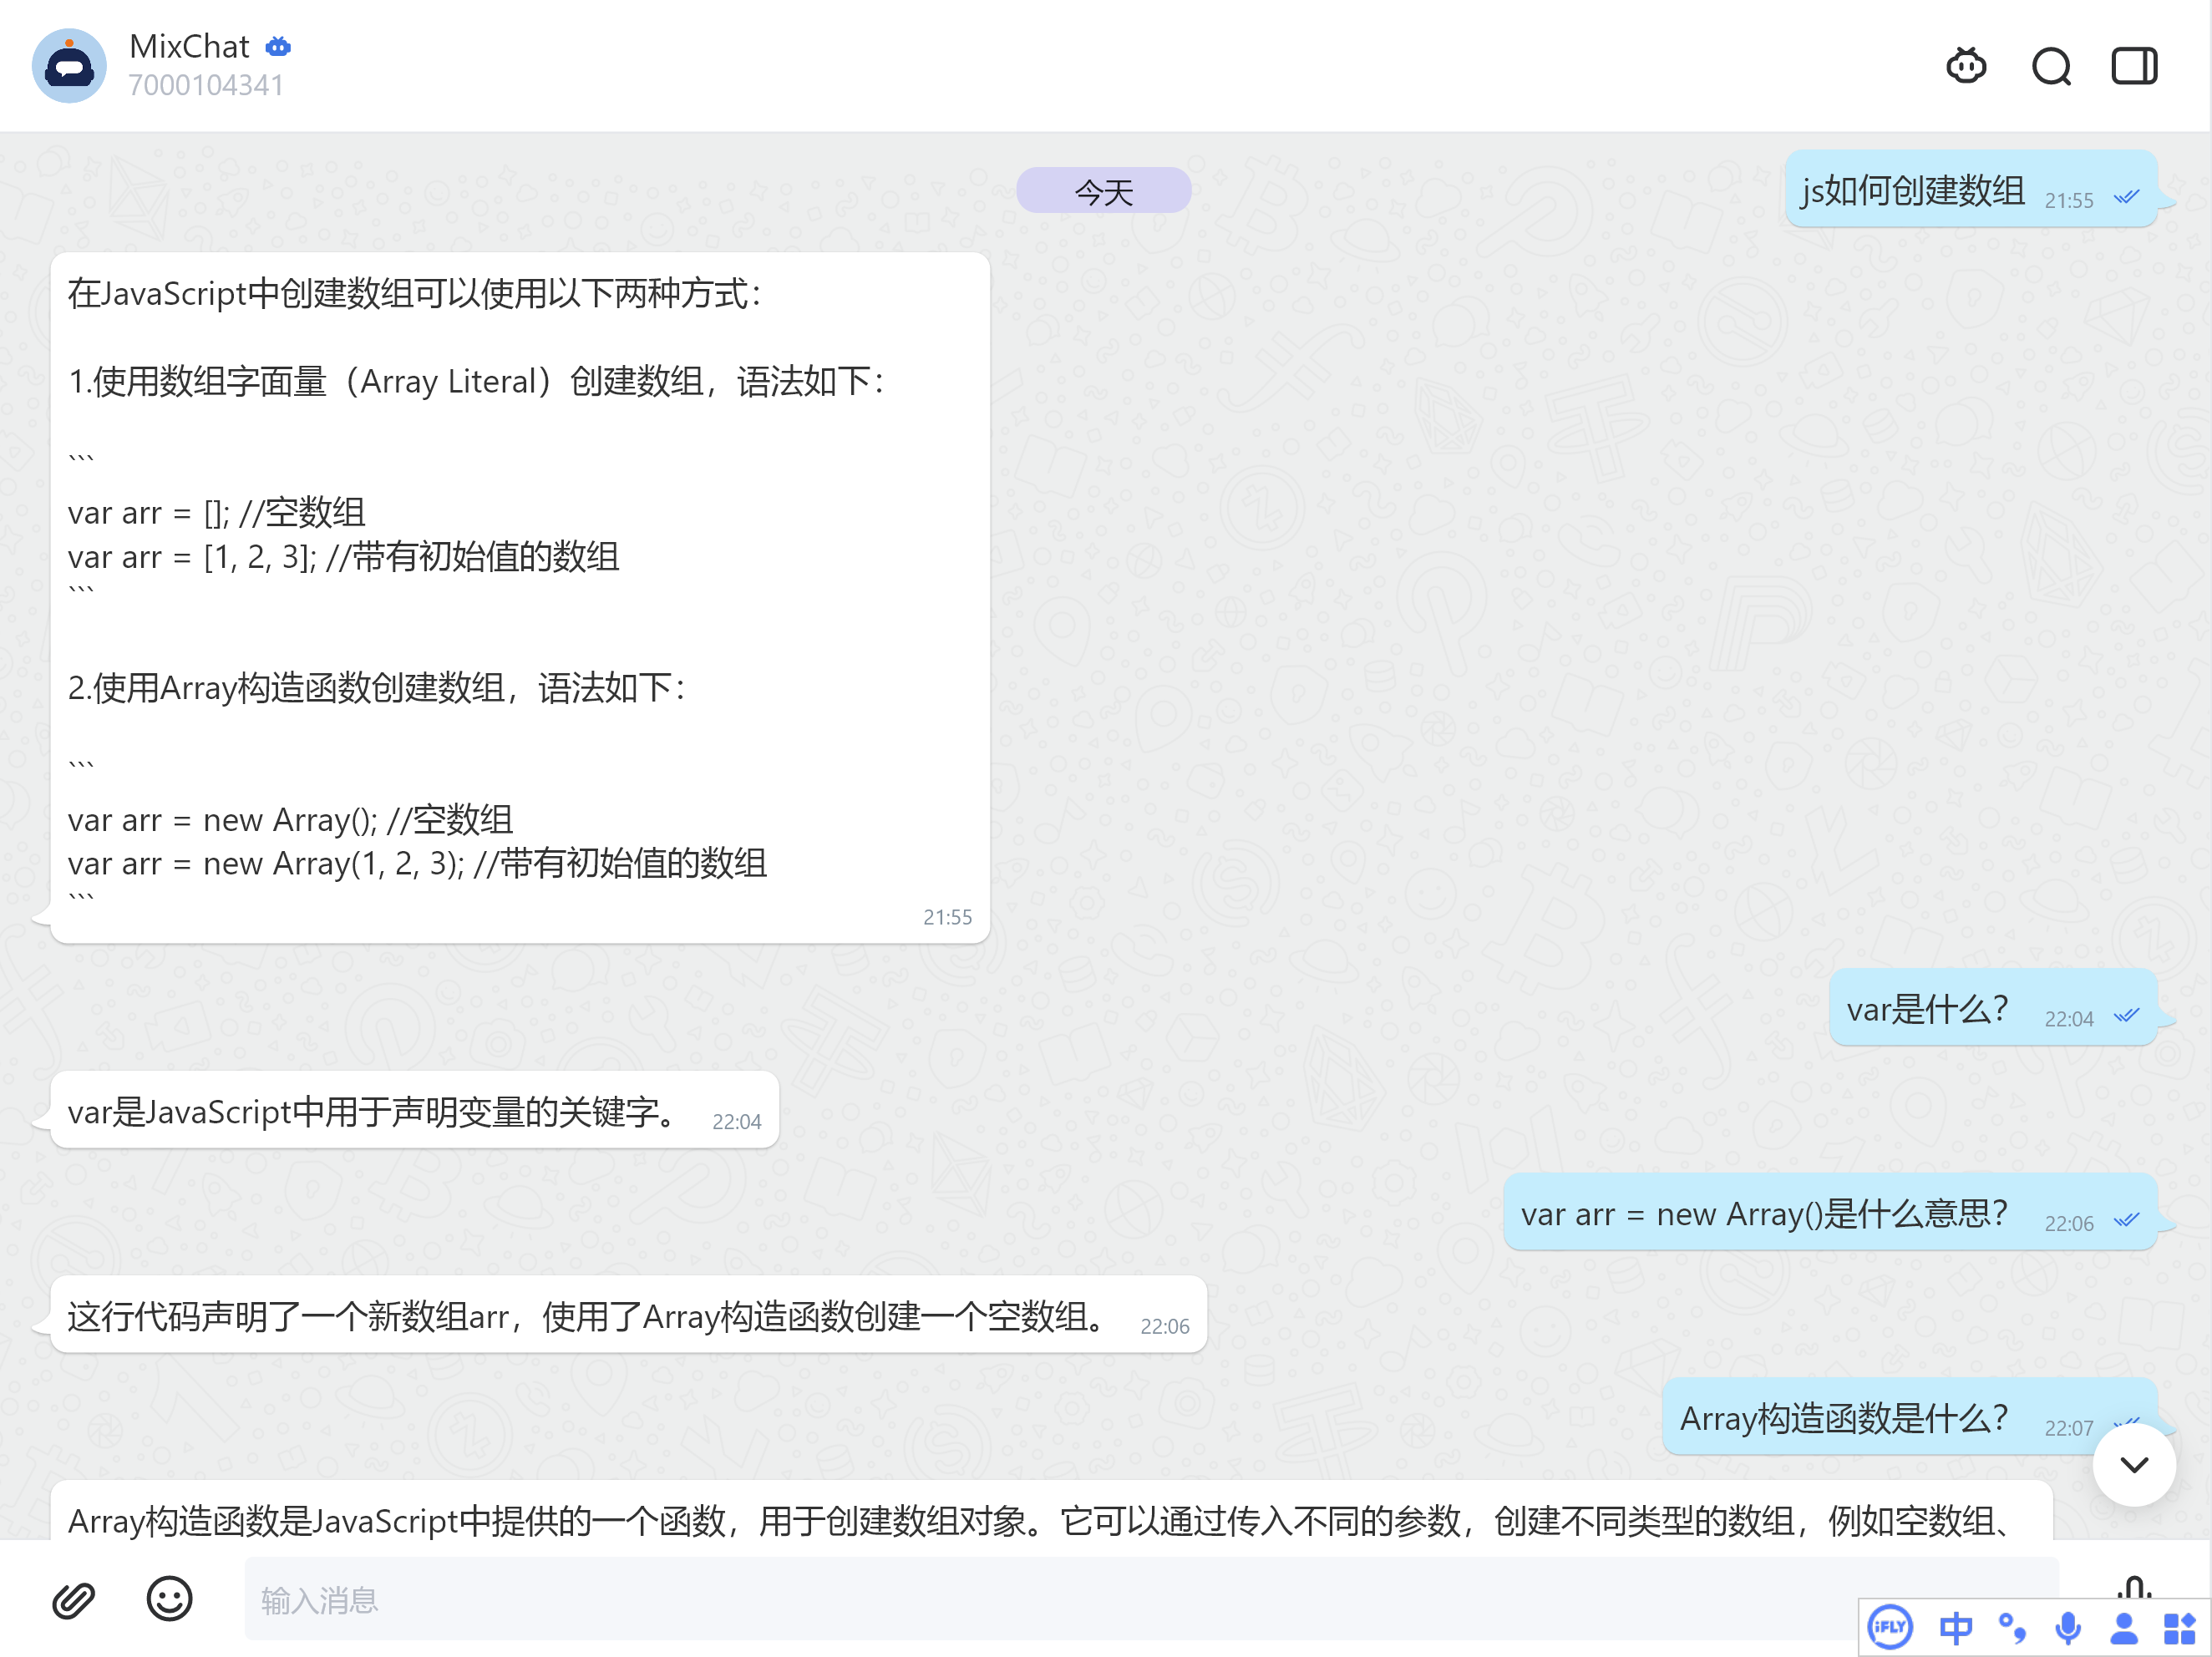 MixChat
7000104341
今天
js如何创建数组 21:55
在JavaScript中创建数组可以使用以下两种方式：
1.使用数组字面量（Array Literal）创建数组，语法如下：
```
var arr = []; //空数组
var arr = [1, 2, 3]; //带有初始值的数组
```
2.使用Array构造函数创建数组，语法如下：
```
var arr = new Array(); //空数组
var arr = new Array(1, 2, 3); //带有初始值的数组
```
21:55
var是什么？ 22:04
var是JavaScript中用于声明变量的关键字。 22:04
var arr = new Array()是什么意思？ 22:06
这行代码声明了一个新数组arr，使用了Array构造函数创建一个空数组。 22:06
Array构造函数是什么？ 22:07
Array构造函数是JavaScript中提供的一个函数，用于创建数组对象。它可以通过传入不同的参数，创建不同类型的数组，例如空数组、
输入消息
iFLY 中